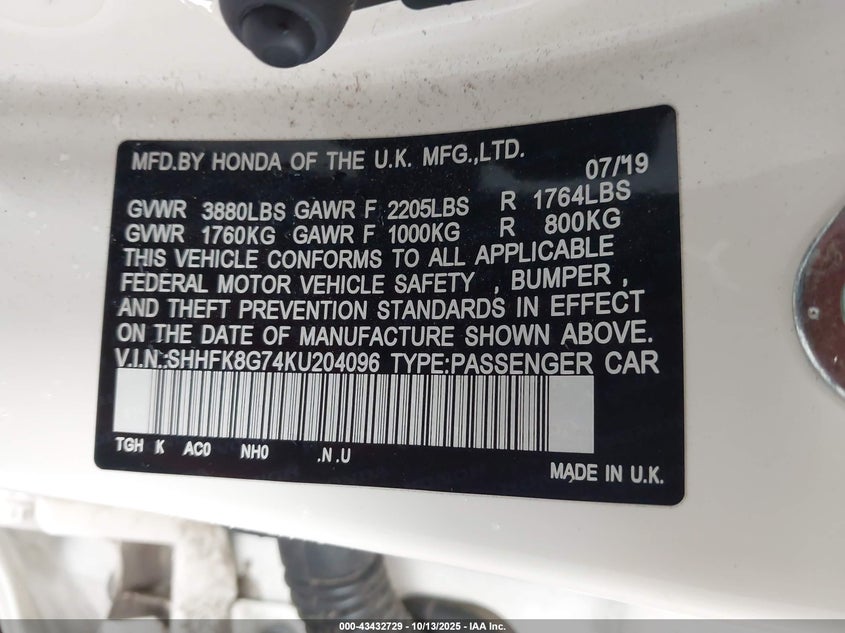 MFD.BY HONDA OF THE U.K. MFG.,LTD. 07/'19
GVWR 3880LBS GAWR F 2205LBS R 1764LBS
GVWR 1760KG GAWR F 1000KG R 800KG
THIS VEHICLE CONFORMS TO ALL APPLICABLE
FEDERAL MOTOR VEHICLE SAFETY , BUMPER ,
AND THEFT PREVENTION STANDARDS IN EFFECT
ON THE DATE OF MANUFACTURE SHOWN ABOVE.
V.I.N.:SHHFK8G74KU204096 TYPE:PASSENGER CAR
TGH K AC0 NH0 .N .U
MADE IN U.K.
000-43432729 - 10/13/2025 - IAA Inc.